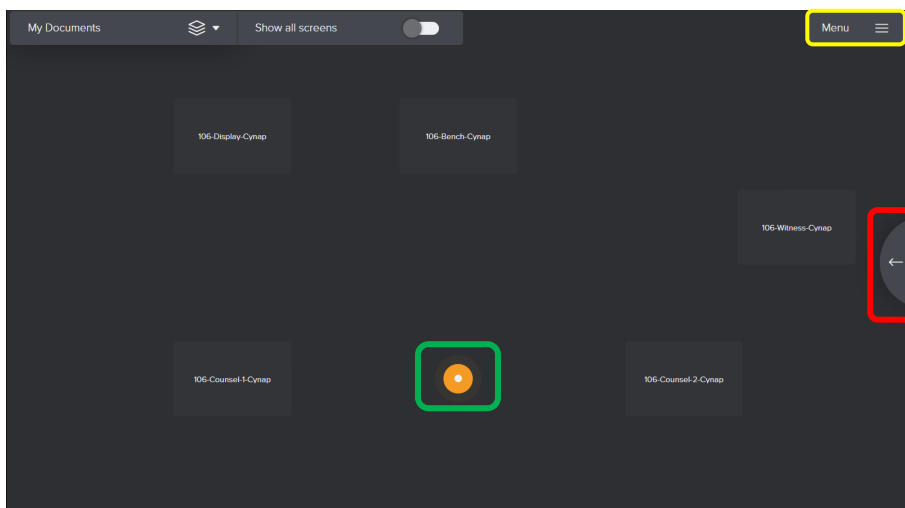 My Documents
Show all screens
Menu
106-Display-Cynap
106-Bench-Cynap
106-Witness-Cynap
106-Counsel-1-Cynap
106-Counsel-2-Cynap